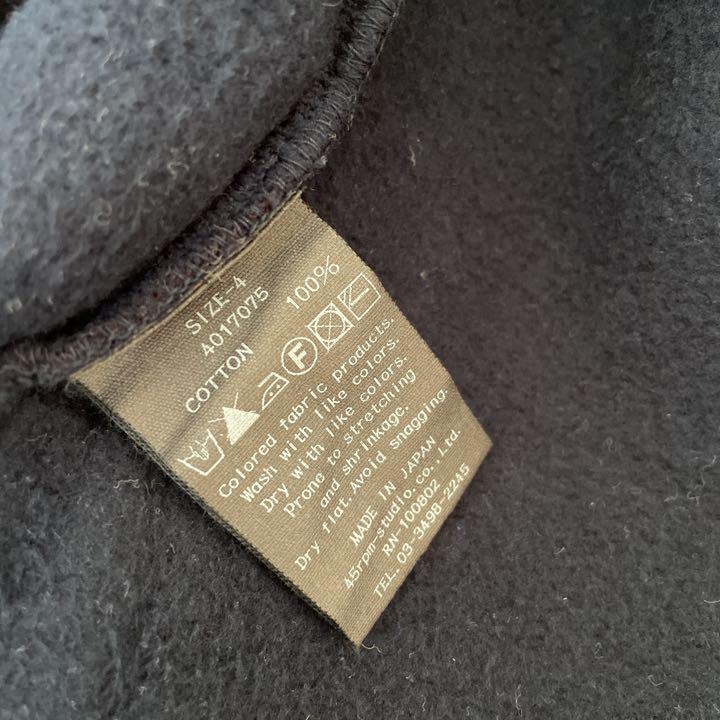 SIZE-4
4017075
COTTON 100%
F
Colored fabric products.
Wash with like colors.
Dry with like colors.
Prone to stretching
and shrinkage.
Dry flat. Avoid snagging.
MADE IN JAPAN
45rpm-studio.co.,Ltd.
RN-100802
TEL. 03-3498-2245